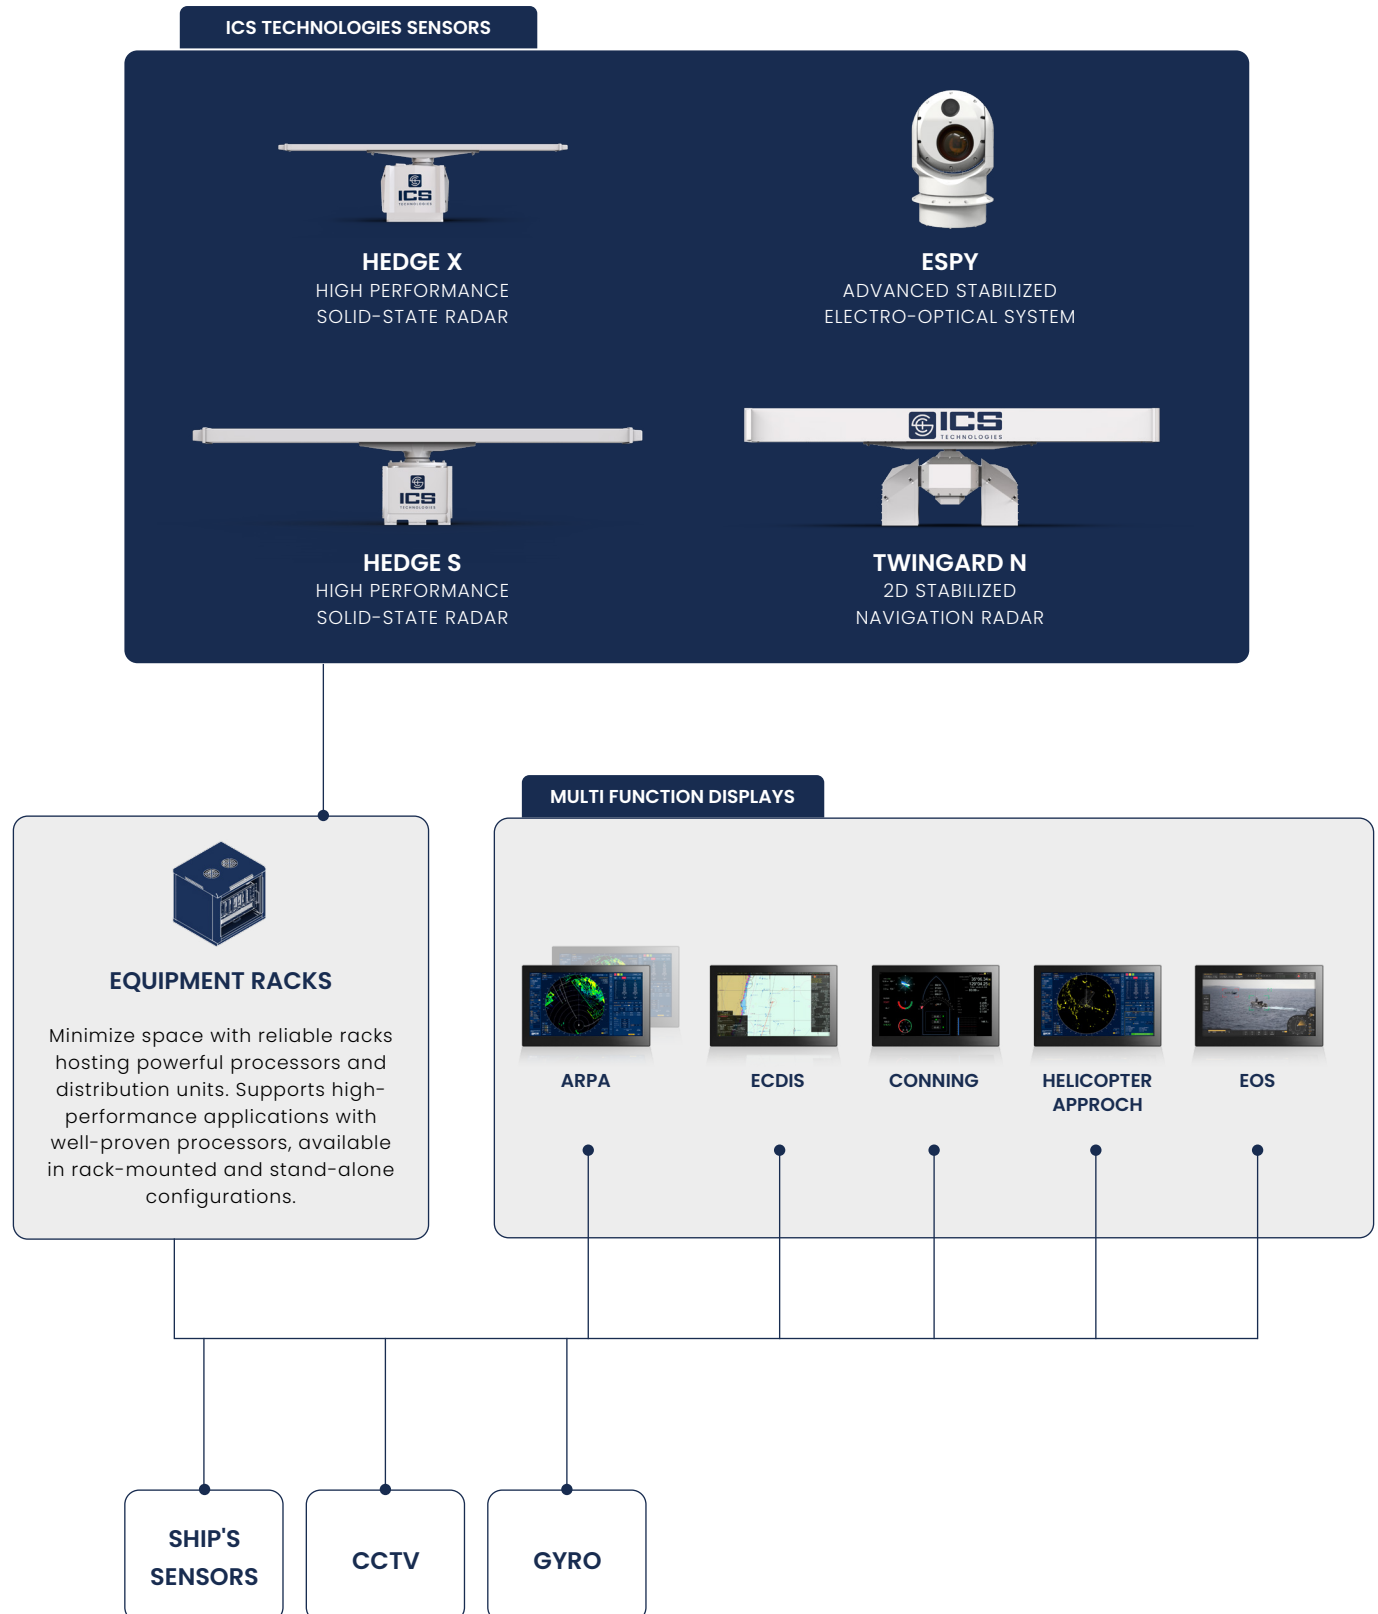 ICS TECHNOLOGIES SENSORS
ICS
TECHNOLOGIES
HEDGE X
HIGH PERFORMANCE
SOLID-STATE RADAR
ESPY
ADVANCED STABILIZED
ELECTRO-OPTICAL SYSTEM
ICS
TECHNOLOGIES
HEDGE S
HIGH PERFORMANCE
SOLID-STATE RADAR
ICS
TECHNOLOGIES
TWINGARD N
2D STABILIZED
NAVIGATION RADAR
EQUIPMENT RACKS
Minimize space with reliable racks
hosting powerful processors and
distribution units. Supports high-
performance applications with
well-proven processors, available
in rack-mounted and stand-alone
configurations.
MULTI FUNCTION DISPLAYS
ARPA
ECDIS
CONNING
HELICOPTER
APPROCH
EOS
SHIP'S
SENSORS
CCTV
GYRO